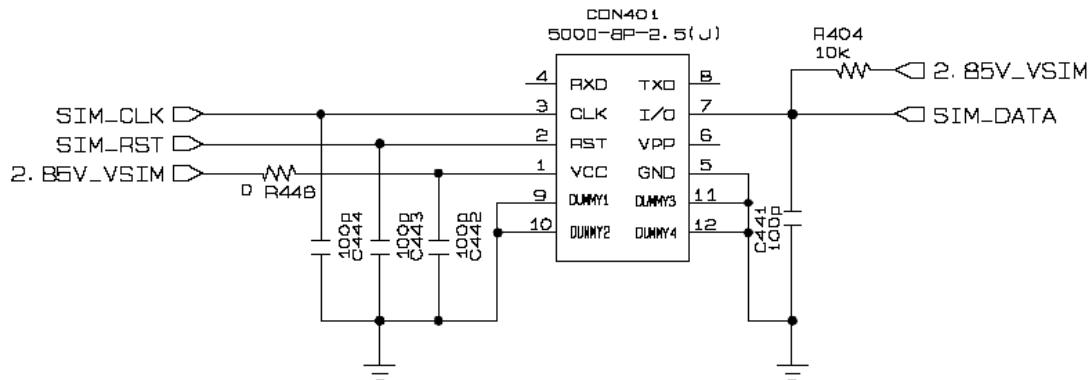 CON401
5000-8P-2.5(J)
R404
10K
2.85V_VSIM
4 RXD TXD 8
SIM_CLK 3 CLK I/O 7 SIM_DATA
SIM_RST 2 RST VPP 6
2.85V_VSIM 1 VCC GND 5
0 R448
9 DUMMY1 DUMMY3 11
10 DUMMY2 DUMMY4 12
100p
C444
100p
C443
100p
C442
C441
100p